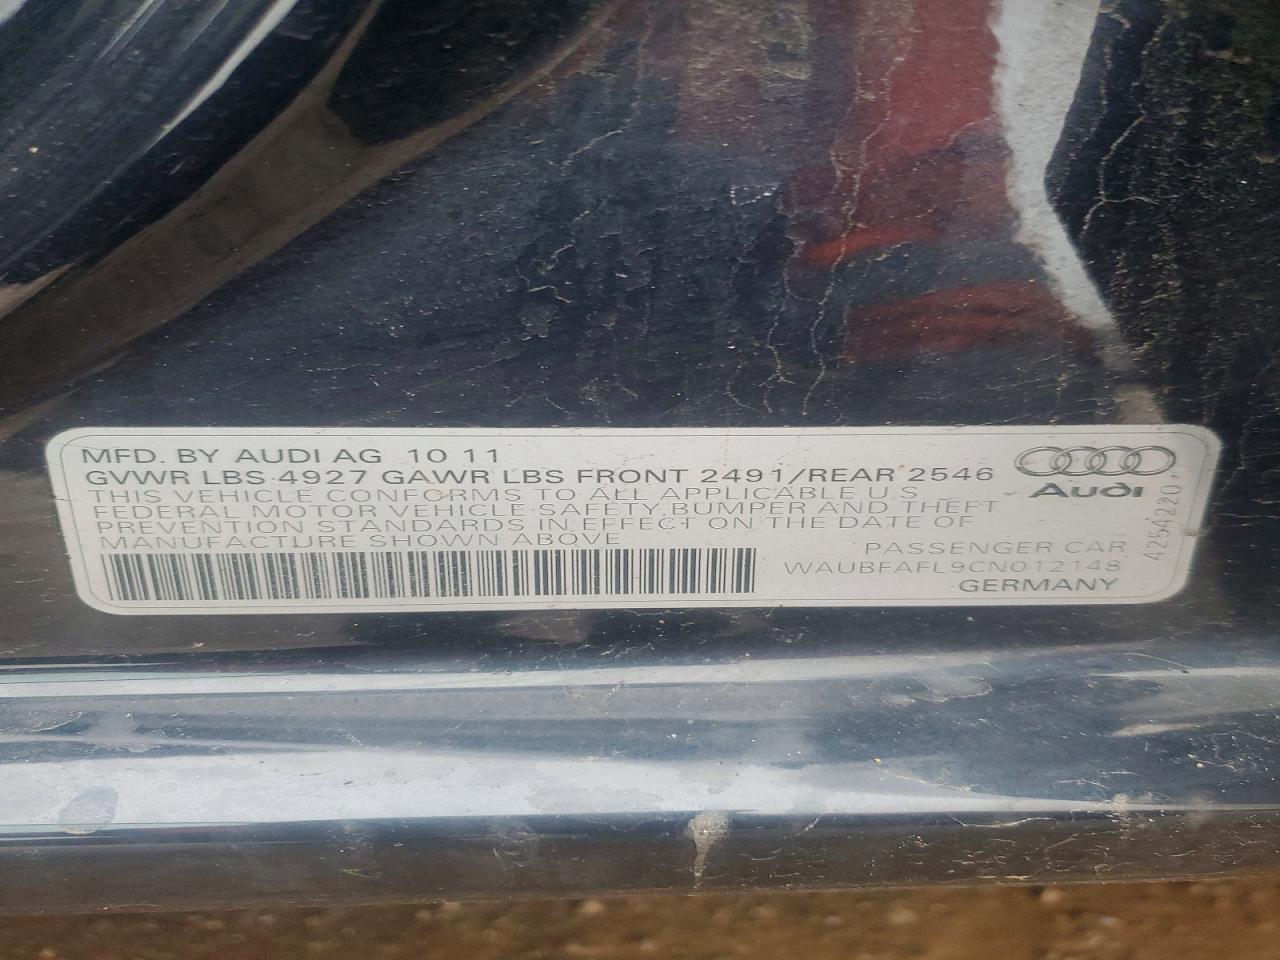 MFD. BY AUDI AG 10 11
GVWR LBS 4927 GAWR LBS FRONT 2491/REAR 2546
THIS VEHICLE CONFORMS TO ALL APPLICABLE U.S.
FEDERAL MOTOR VEHICLE SAFETY, BUMPER AND THEFT
PREVENTION STANDARDS IN EFFECT ON THE DATE OF
MANUFACTURE SHOWN ABOVE
Audi
PASSENGER CAR
WAUBFAFL9CN012148
GERMANY
A254220